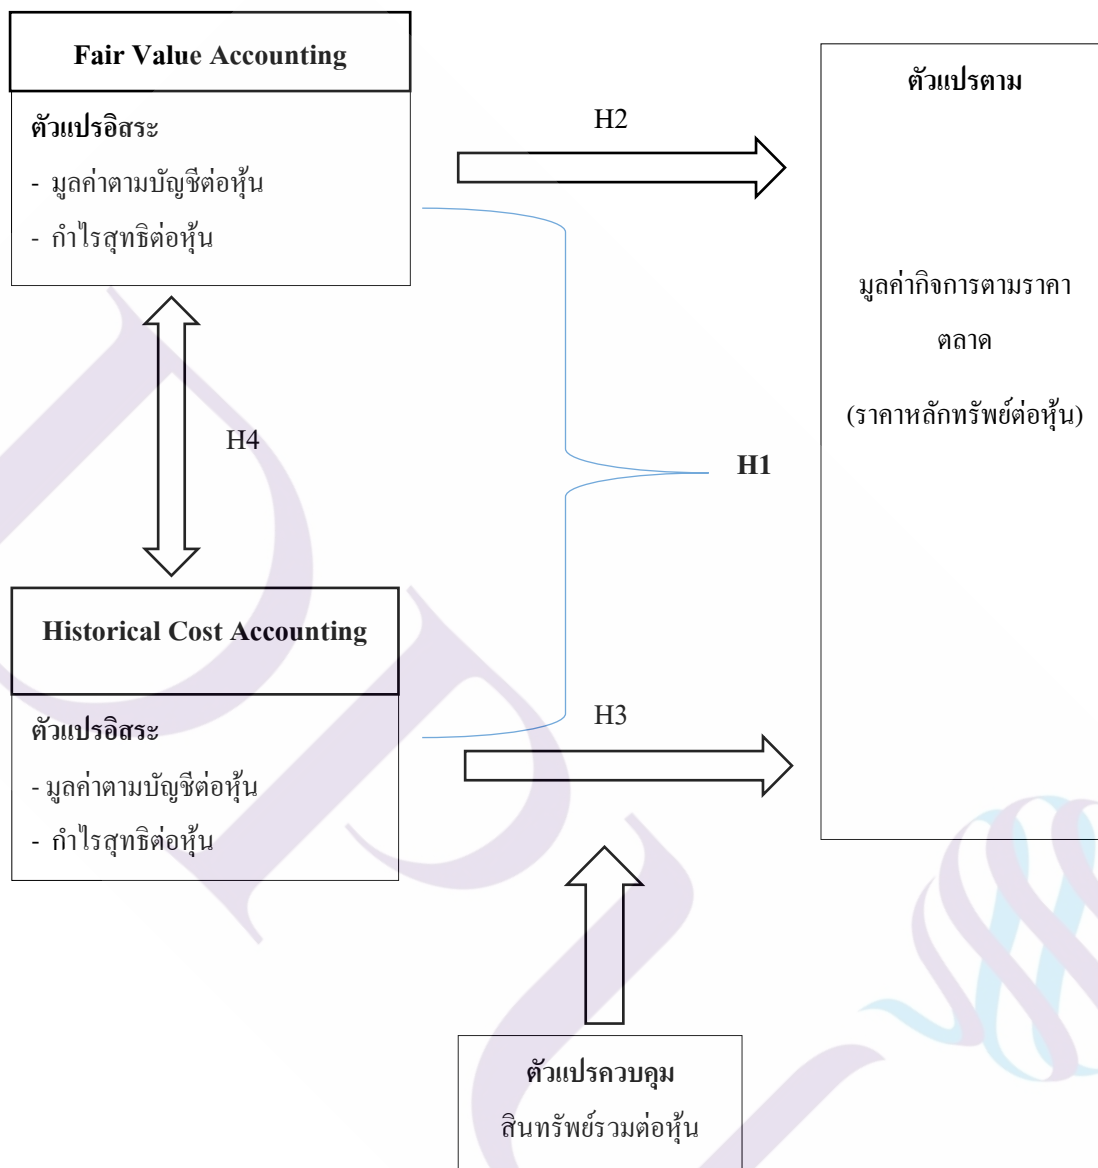 Fair Value Accounting
ตัวแปรอิสระ
- มูลค่าตามบัญชีต่อหุ้น
- กำไรสุทธิต่อหุ้น
H2
ตัวแปรตาม
มูลค่ากิจการตามราคา
ตลาด
(ราคาหลักทรัพย์ต่อหุ้น)
H4
H1
Historical Cost Accounting
ตัวแปรอิสระ
- มูลค่าตามบัญชีต่อหุ้น
- กำไรสุทธิต่อหุ้น
H3
ตัวแปรควบคุม
สินทรัพย์รวมต่อหุ้น